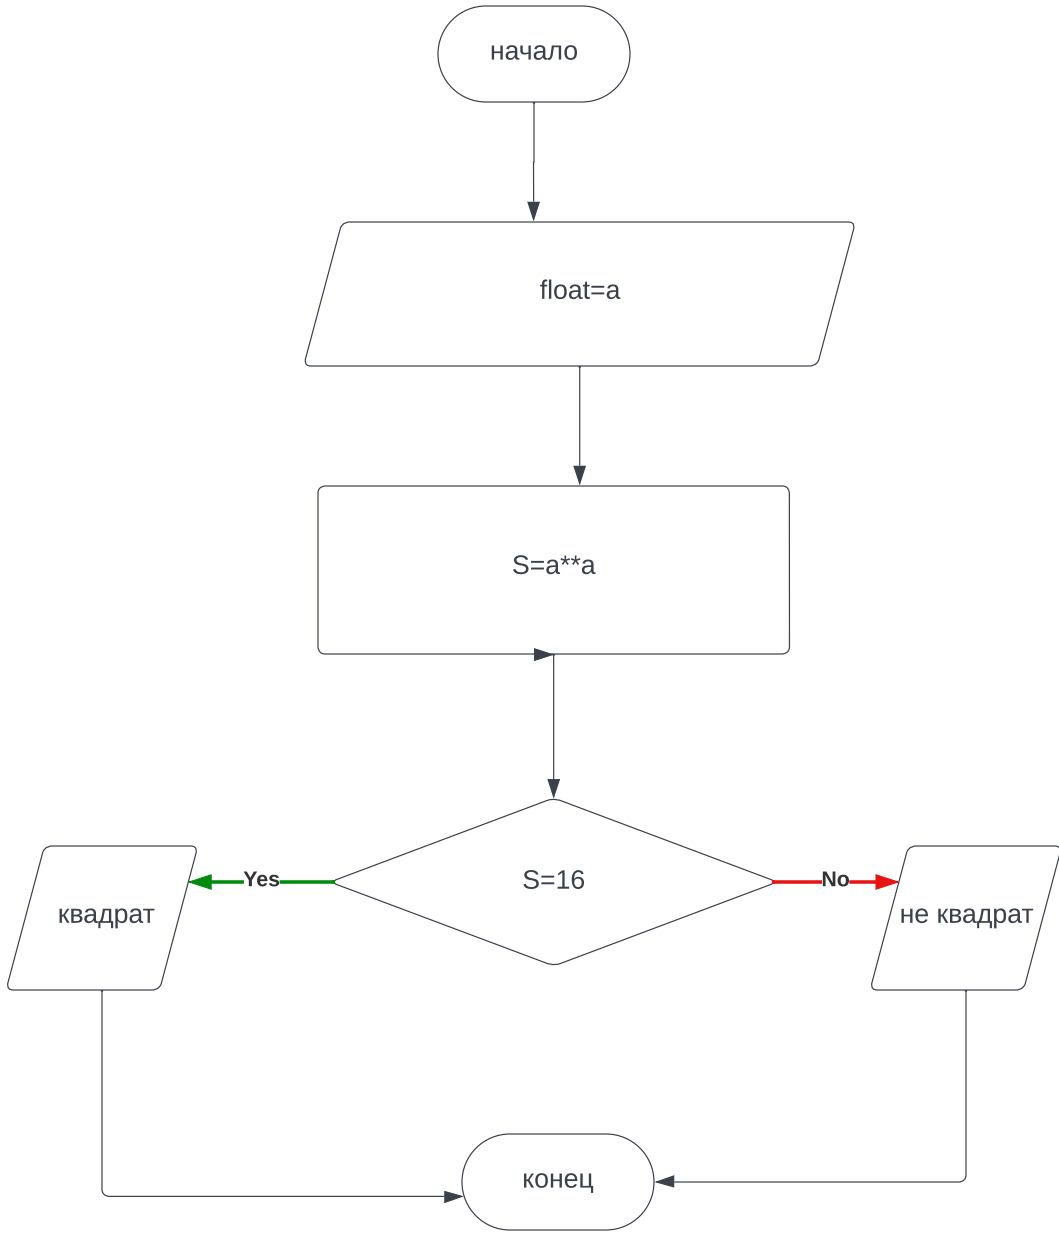 начало
float=a
S=a**a
S=16
Yes
No
квадрат
не квадрат
конец